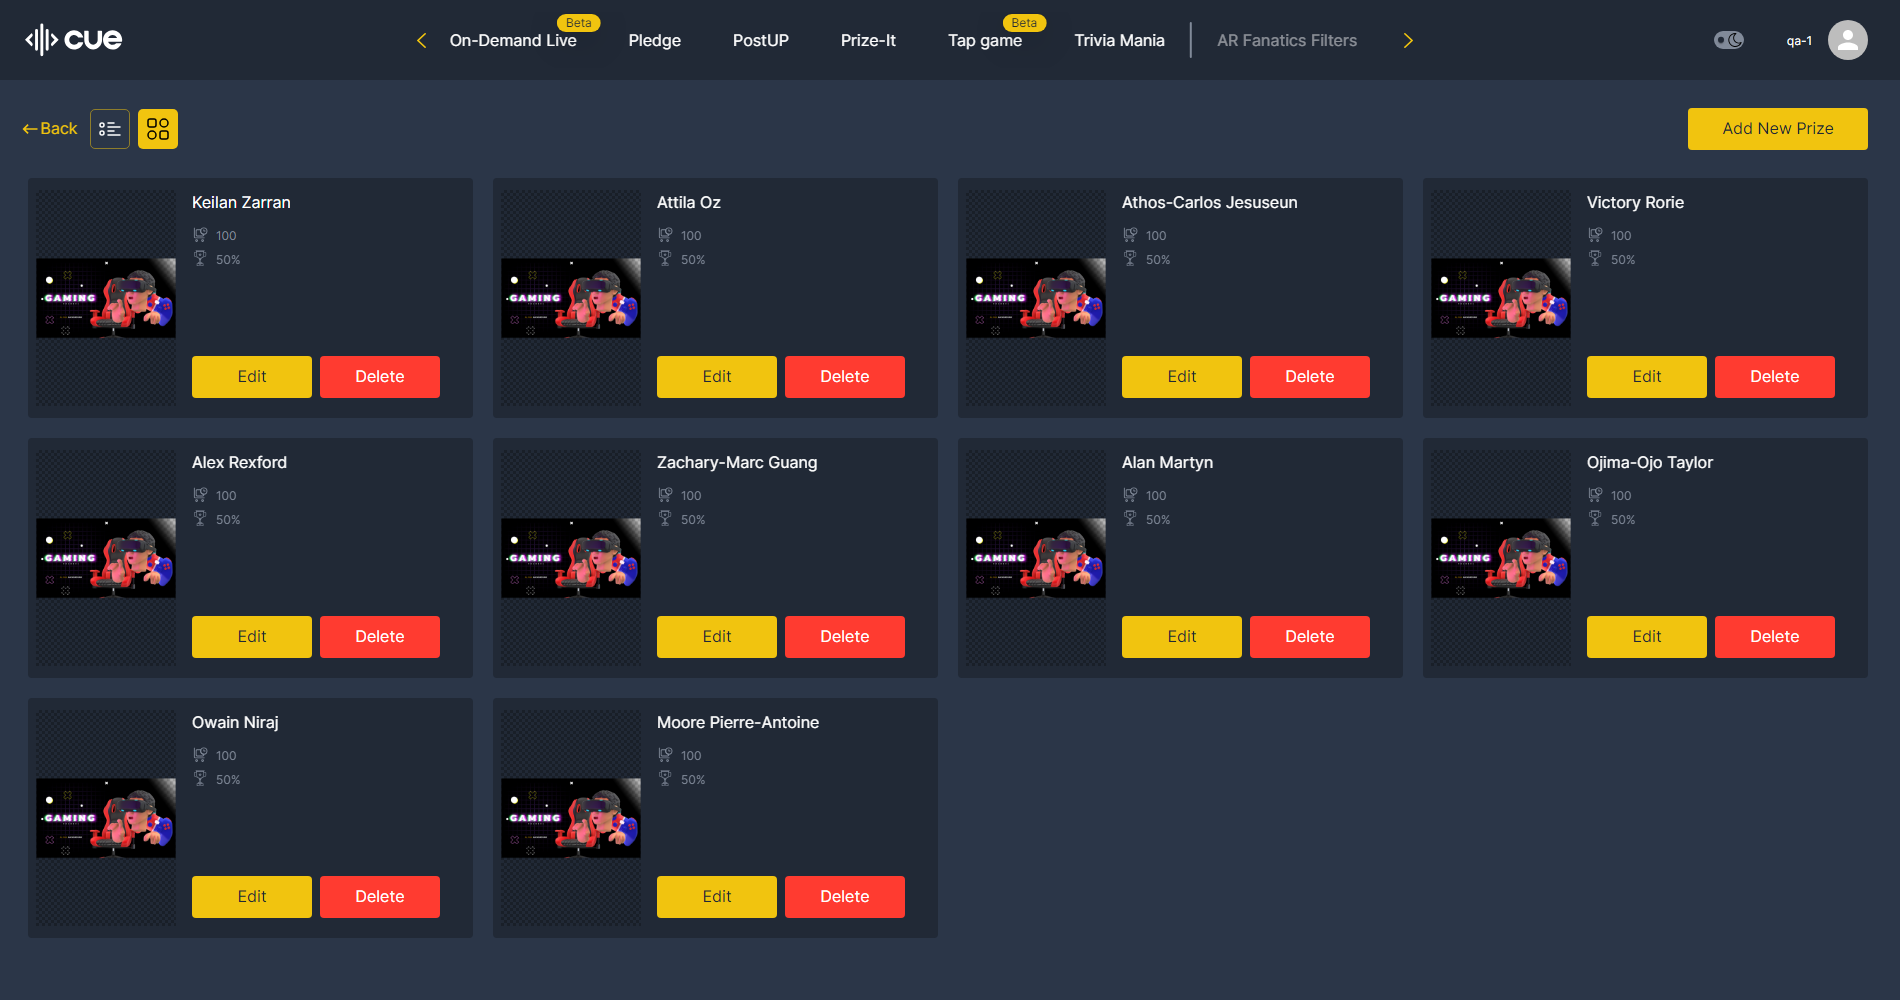 cue
On-Demand Live
Beta
Pledge
PostUP
Prize-It
Tap game
Beta
Trivia Mania
AR Fanatics Filters
qa-1
Back
Add New Prize
GAMING
Keilan Zarran
100
50%
Edit
Delete
GAMING
Attila Oz
100
50%
Edit
Delete
GAMING
Athos-Carlos Jesuseun
100
50%
Edit
Delete
GAMING
Victory Rorie
100
50%
Edit
Delete
GAMING
Alex Rexford
100
50%
Edit
Delete
GAMING
Zachary-Marc Guang
100
50%
Edit
Delete
GAMING
Alan Martyn
100
50%
Edit
Delete
GAMING
Ojima-Ojo Taylor
100
50%
Edit
Delete
GAMING
Owain Niraj
100
50%
Edit
Delete
GAMING
Moore Pierre-Antoine
100
50%
Edit
Delete